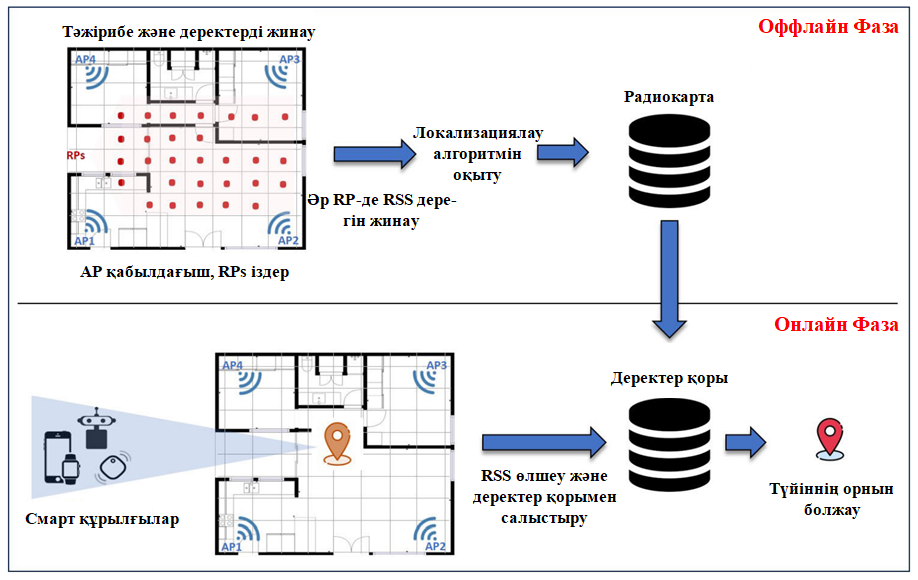 Оффлайн Фаза
Тәжірибе және деректерді жинау
AP4
AP3
RPs
AP1
AP2
AP қабылдағыш, RPs іздер
Локализациялау
алгоритмін
оқыту
Әр RP-де RSS дере-
гін жинау
Радиокарта
Онлайн Фаза
AP4
AP3
AP1
AP2
Смарт құрылғылар
RSS өлшеу және
деректер қорымен
салыстыру
Деректер қоры
Түйіннің орнын
болжау